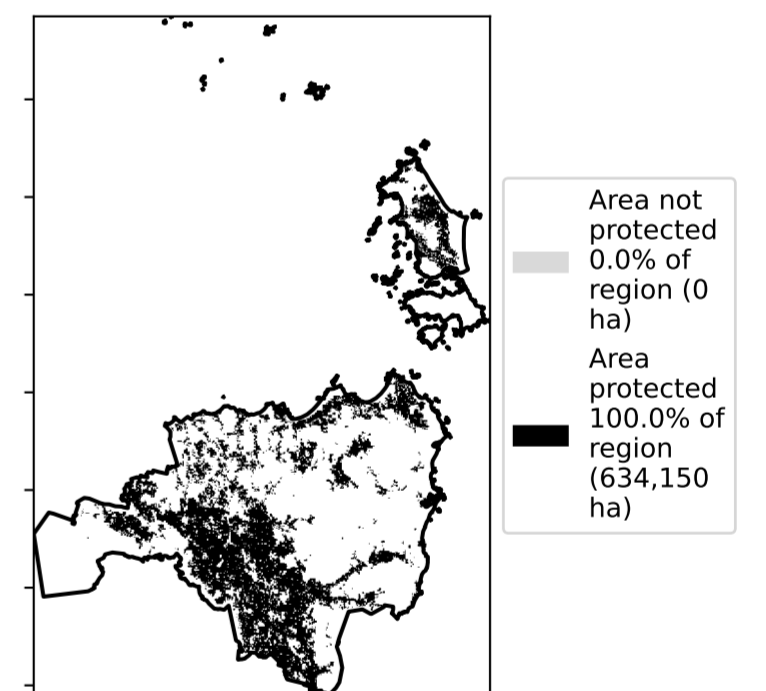 Area not
protected
0.0% of
region (0
ha)
Area
protected
100.0% of
region
(634,150
ha)